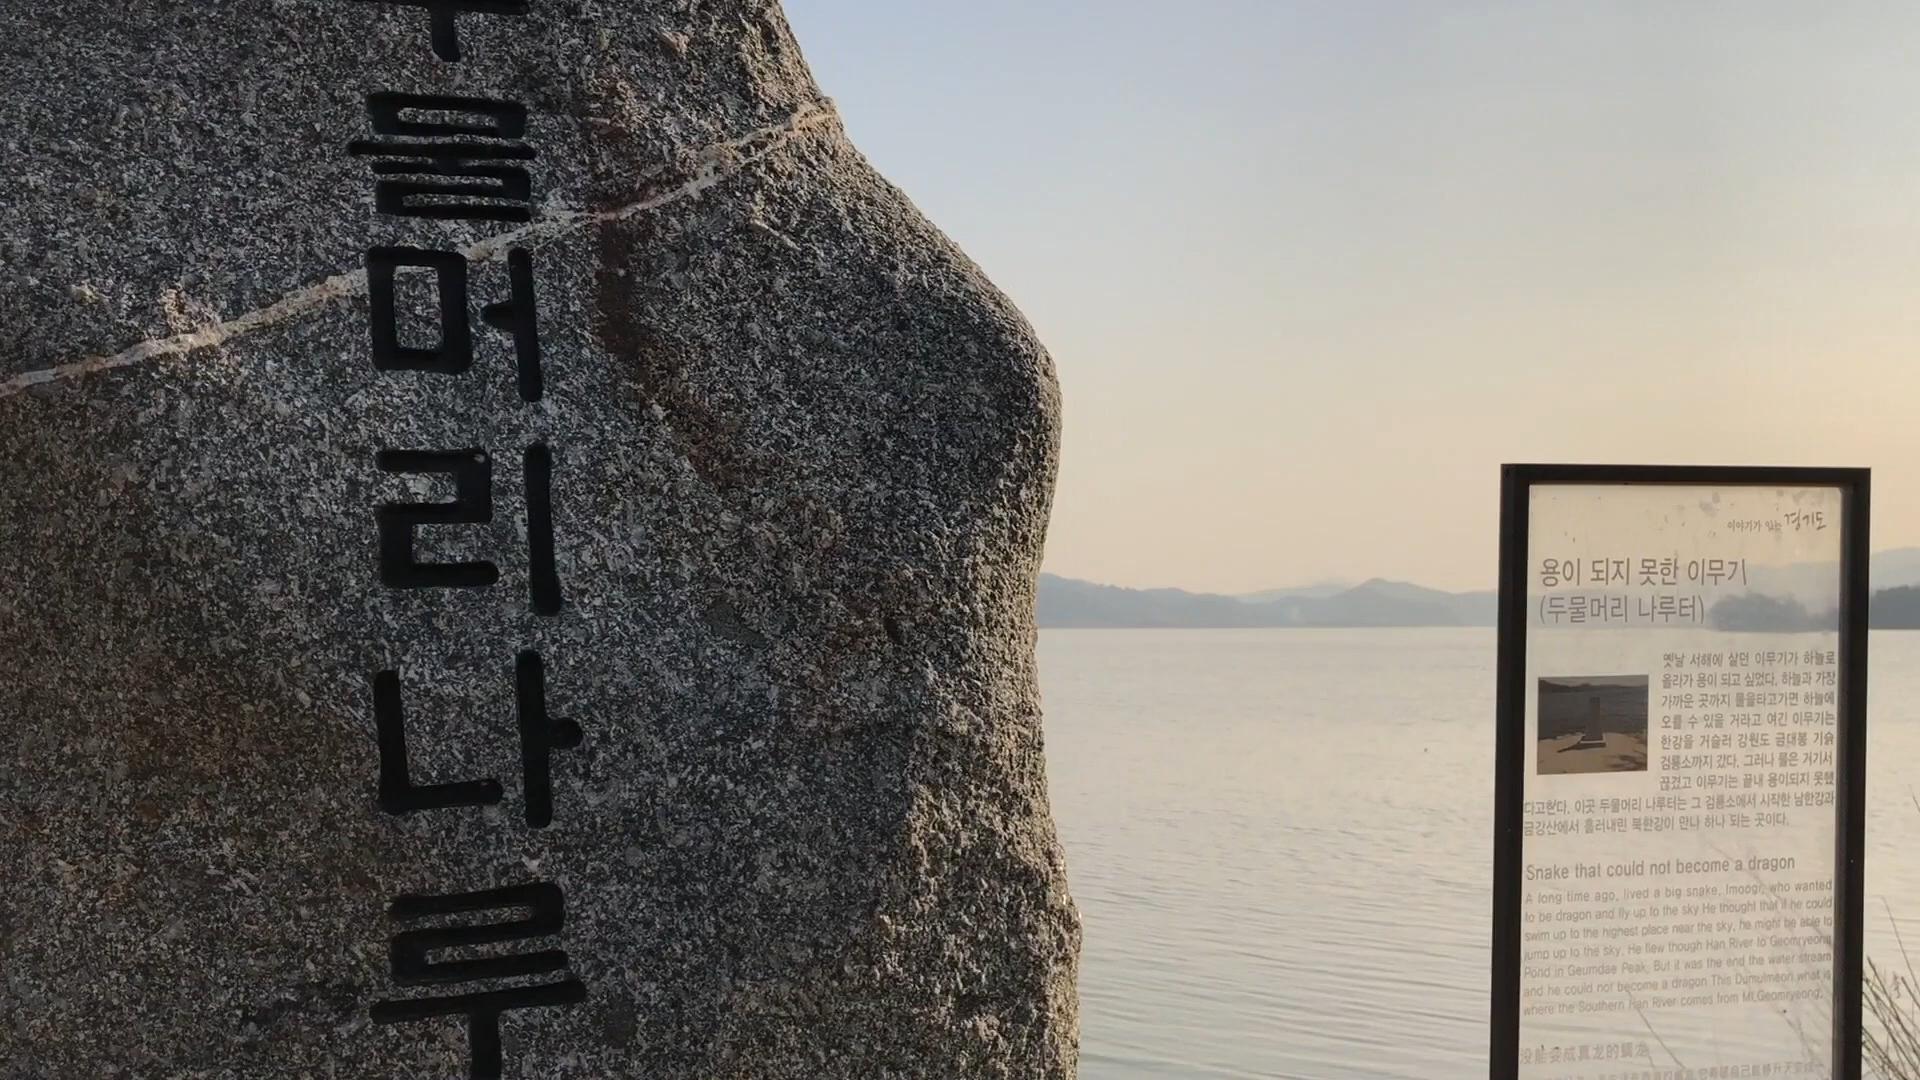 두물머리나루
이야기가 있는 경기도
용이 되지 못한 이무기
(두물머리 나루터)
옛날 서해에 살던 이무기가 하늘로
올라가 용이 되고 싶었다. 하늘과 가장
가까운 곳까지 물을타고가면 하늘에
오를 수 있을 거라고 여긴 이무기는
한강을 거슬러 강원도 금대봉 기슭
검룡소까지 갔다. 그러나 물은 거기서
끊겼고 이무기는 끝내 용이되지 못했
다고한다. 이곳 두물머리 나루터는 그 검룡소에서 시작한 남한강과
금강산에서 흘러내린 북한강이 만나 하나 되는 곳이다.
Snake that could not become a dragon
A long time ago, lived a big snake, Imoogi, who wanted
to be dragon and fly up to the sky He thought that if he could
swim up to the highest place near the sky, he might be able to
jump up to the sky. He flew though Han River to Geomryeong
Pond in Geumdae Peak. But it was the end the water stream
and he could not become a dragon This Dumulmeori what is
where the Southern Han River comes from Mt.Geomryeong,
没能变成真龙的